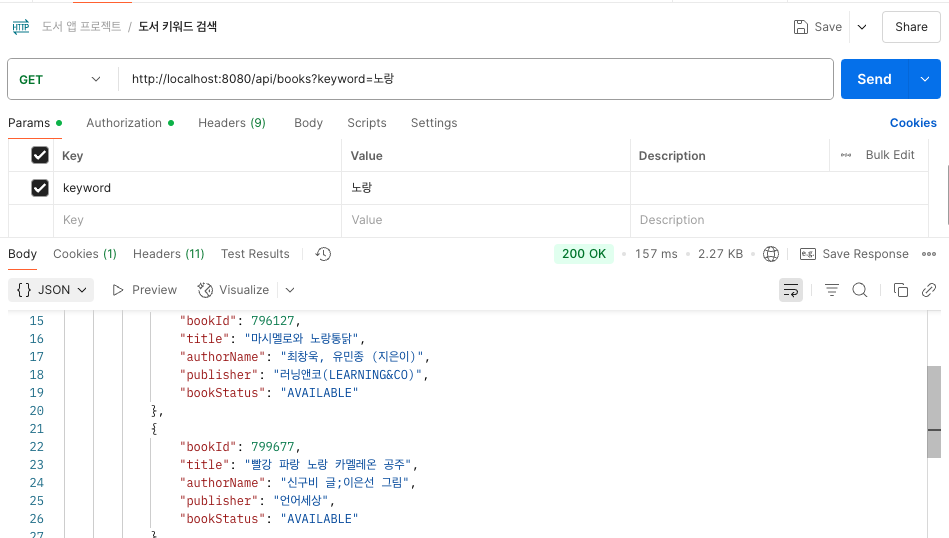 HTTP 도서 앱 프로젝트 / 도서 키워드 검색 Save Share
GET http://localhost:8080/api/books?keyword=노랑 Send
Params Authorization Headers (9) Body Scripts Settings Cookies
Key Value Description Bulk Edit
keyword 노랑
Key Value Description
Body Cookies (1) Headers (11) Test Results 200 OK 157 ms 2.27 KB e.g. Save Response
{} JSON Preview Visualize
15 "bookId": 796127,
16 "title": "마시멜로와 노랑통닭",
17 "authorName": "최창욱, 유민종 (지은이)",
18 "publisher": "러닝앤코(LEARNING&CO)",
19 "bookStatus": "AVAILABLE"
20 },
21 {
22 "bookId": 799677,
23 "title": "빨강 파랑 노랑 카멜레온 공주",
24 "authorName": "신구비 글;이은선 그림",
25 "publisher": "언어세상",
26 "bookStatus": "AVAILABLE"
27 }